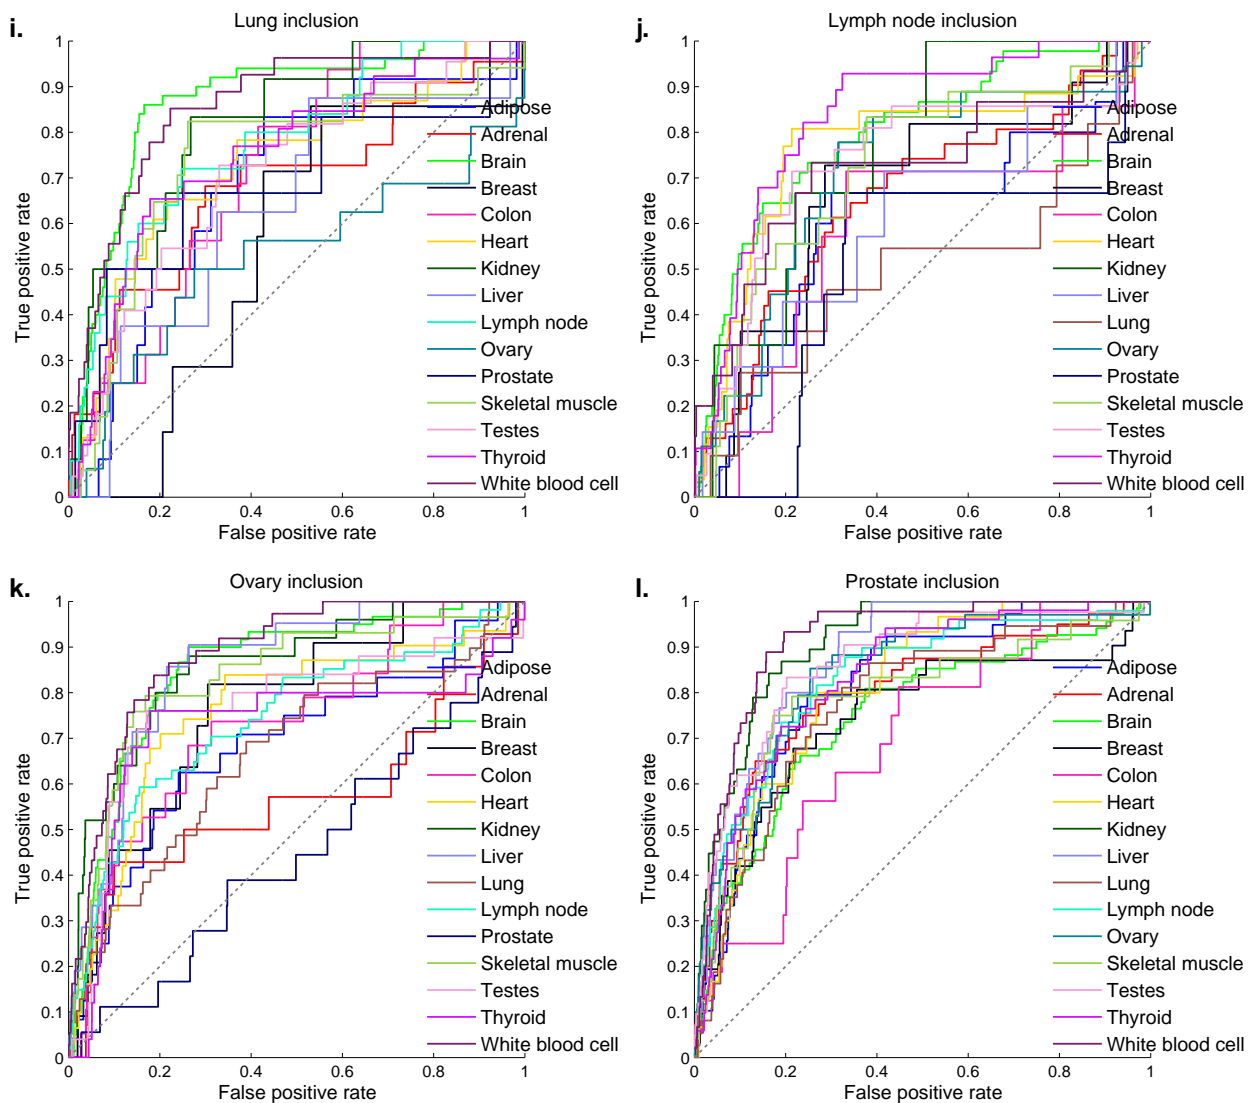 i.
Lung inclusion
1
0.9
0.8
0.7
0.6
0.5
0.4
0.3
0.2
0.1
0
True positive rate
0
0.2
0.4
0.6
0.8
1
False positive rate
Adipose
Adrenal
Brain
Breast
Colon
Heart
Kidney
Liver
Lymph node
Ovary
Prostate
Skeletal muscle
Testes
Thyroid
White blood cell
j.
Lymph node inclusion
1
0.9
0.8
0.7
0.6
0.5
0.4
0.3
0.2
0.1
0
True positive rate
0
0.2
0.4
0.6
0.8
1
False positive rate
Adipose
Adrenal
Brain
Breast
Colon
Heart
Kidney
Liver
Lung
Ovary
Prostate
Skeletal muscle
Testes
Thyroid
White blood cell
k.
Ovary inclusion
1
0.9
0.8
0.7
0.6
0.5
0.4
0.3
0.2
0.1
0
True positive rate
0
0.2
0.4
0.6
0.8
1
False positive rate
Adipose
Adrenal
Brain
Breast
Colon
Heart
Kidney
Liver
Lung
Lymph node
Prostate
Skeletal muscle
Testes
Thyroid
White blood cell
l.
Prostate inclusion
1
0.9
0.8
0.7
0.6
0.5
0.4
0.3
0.2
0.1
0
True positive rate
0
0.2
0.4
0.6
0.8
1
False positive rate
Adipose
Adrenal
Brain
Breast
Colon
Heart
Kidney
Liver
Lung
Lymph node
Ovary
Skeletal muscle
Testes
Thyroid
White blood cell